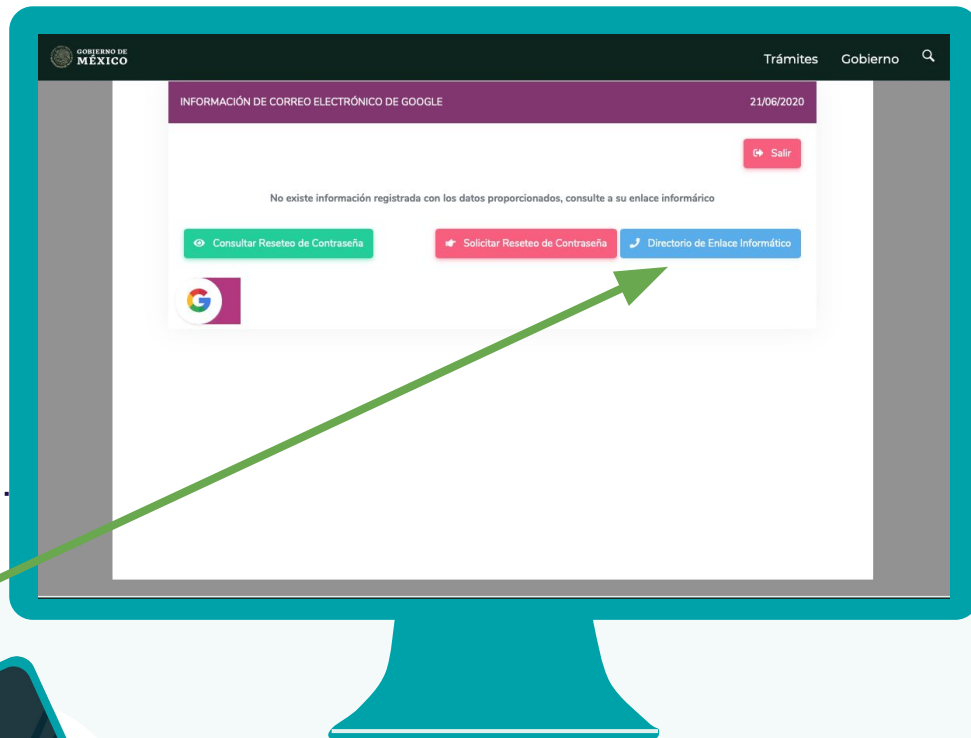 GOBIERNO DE
MÉXICO
Trámites Gobierno
INFORMACIÓN DE CORREO ELECTRÓNICO DE GOOGLE 21/06/2020
Salir
No existe información registrada con los datos proporcionados, consulte a su enlace informárico
Consultar Reseteo de Contraseña Solicitar Reseteo de Contraseña Directorio de Enlace Informático
G
.